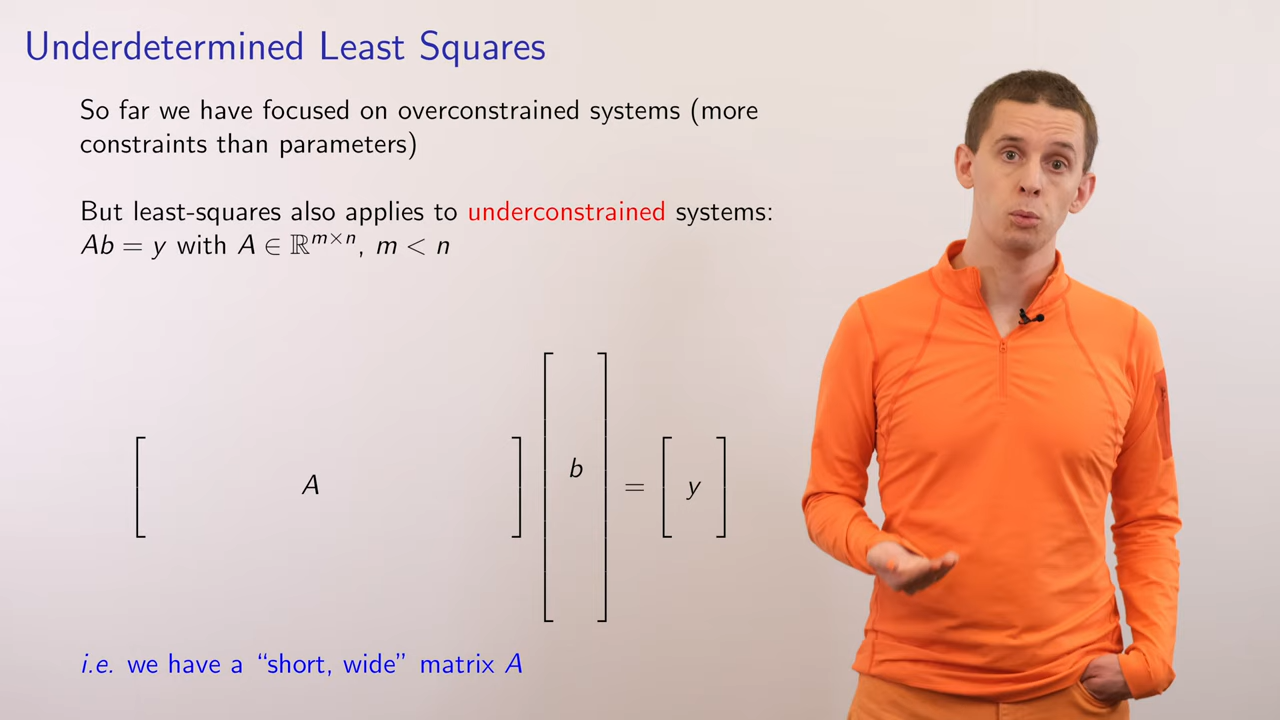 Underdetermined Least Squares
So far we have focused on overconstrained systems (more
constraints than parameters)
But least-squares also applies to underconstrained systems:
Ab = y with A ∈ ℝ^{m×n}, m < n
[ A ] [ b ] = [ y ]
i.e. we have a “short, wide” matrix A